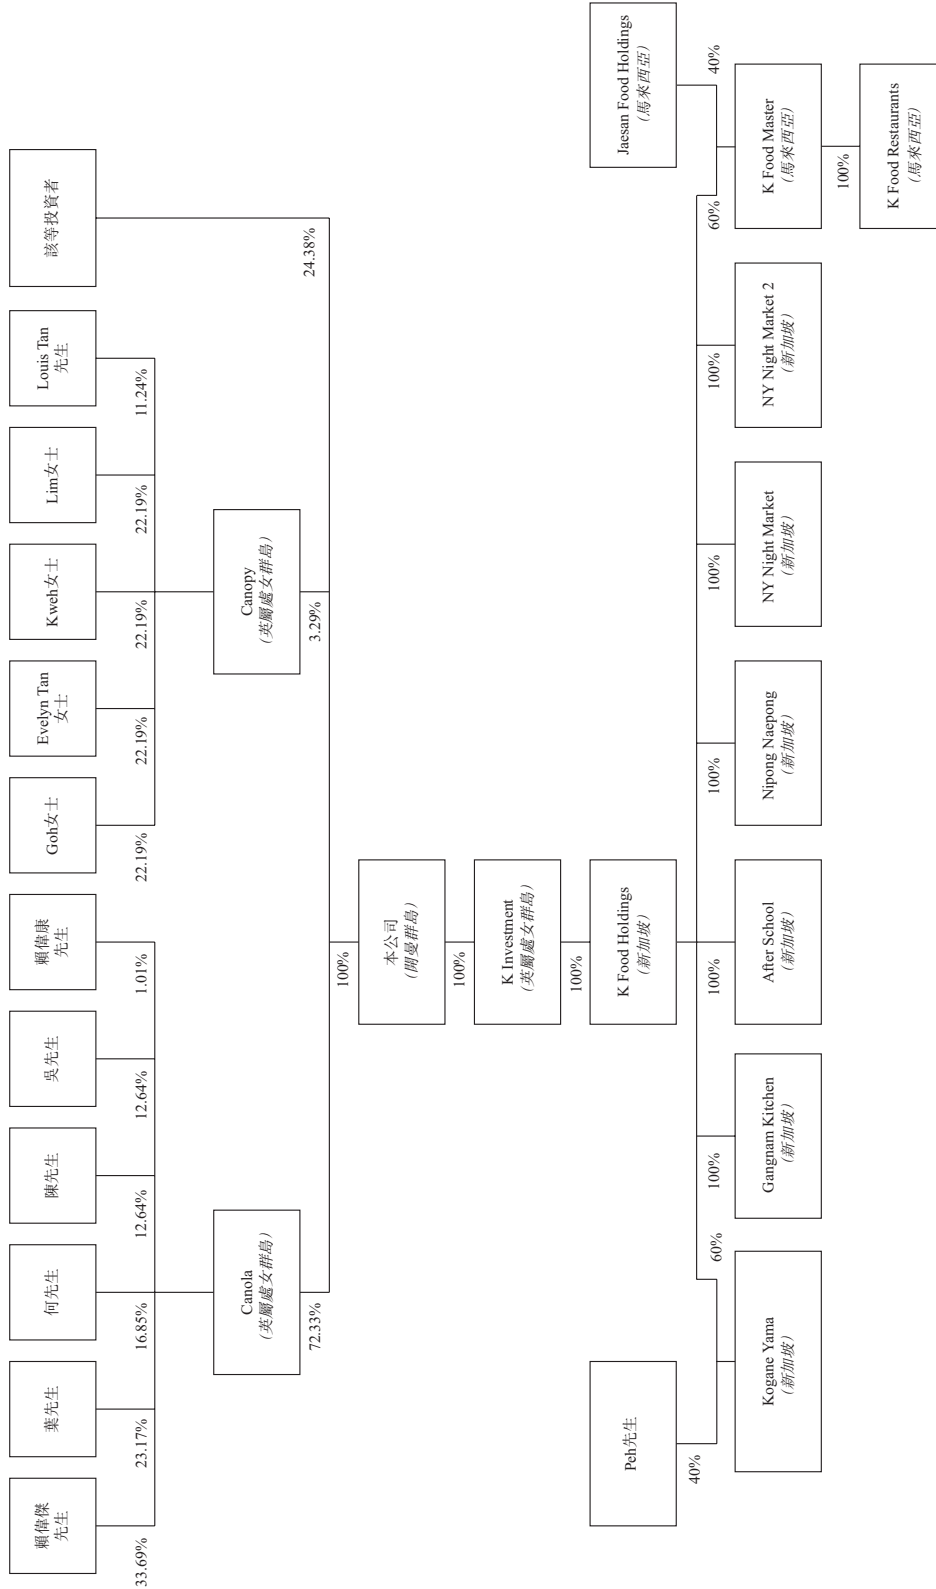 賴偉傑
先生
葉先生
何先生
陳先生
吳先生
賴偉康
先生
Goh女士
Evelyn Tan
女士
Kweh女士
Lim女士
Louis Tan
先生
該等投資者
33.69%
23.17%
16.85%
12.64%
12.64%
1.01%
22.19%
22.19%
22.19%
22.19%
11.24%
Canola
(英屬處女群島)
Canopy
(英屬處女群島)
72.33%
3.29%
24.38%
100%
本公司
(開曼群島)
100%
K Investment
(英屬處女群島)
100%
Peh先生
K Food Holdings
(新加坡)
Jaesan Food Holdings
(馬來西亞)
40%
60%
100%
100%
100%
100%
100%
60%
40%
Kogane Yama
(新加坡)
Gangnam Kitchen
(新加坡)
After School
(新加坡)
Nipong Naepong
(新加坡)
NY Night Market
(新加坡)
NY Night Market 2
(新加坡)
K Food Master
(馬來西亞)
100%
K Food Restaurants
(馬來西亞)